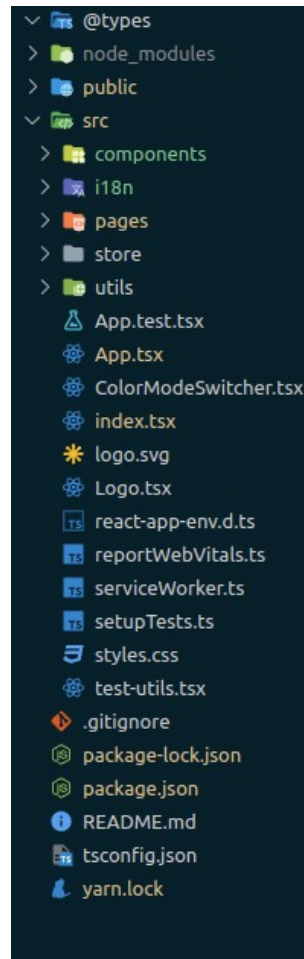 @types
node_modules
public
src
components
i18n
pages
store
utils
App.test.tsx
App.tsx
ColorModeSwitcher.tsx
index.tsx
logo.svg
Logo.tsx
react-app-env.d.ts
reportWebVitals.ts
serviceWorker.ts
setupTests.ts
styles.css
test-utils.tsx
.gitignore
package-lock.json
package.json
README.md
tsconfig.json
yarn.lock